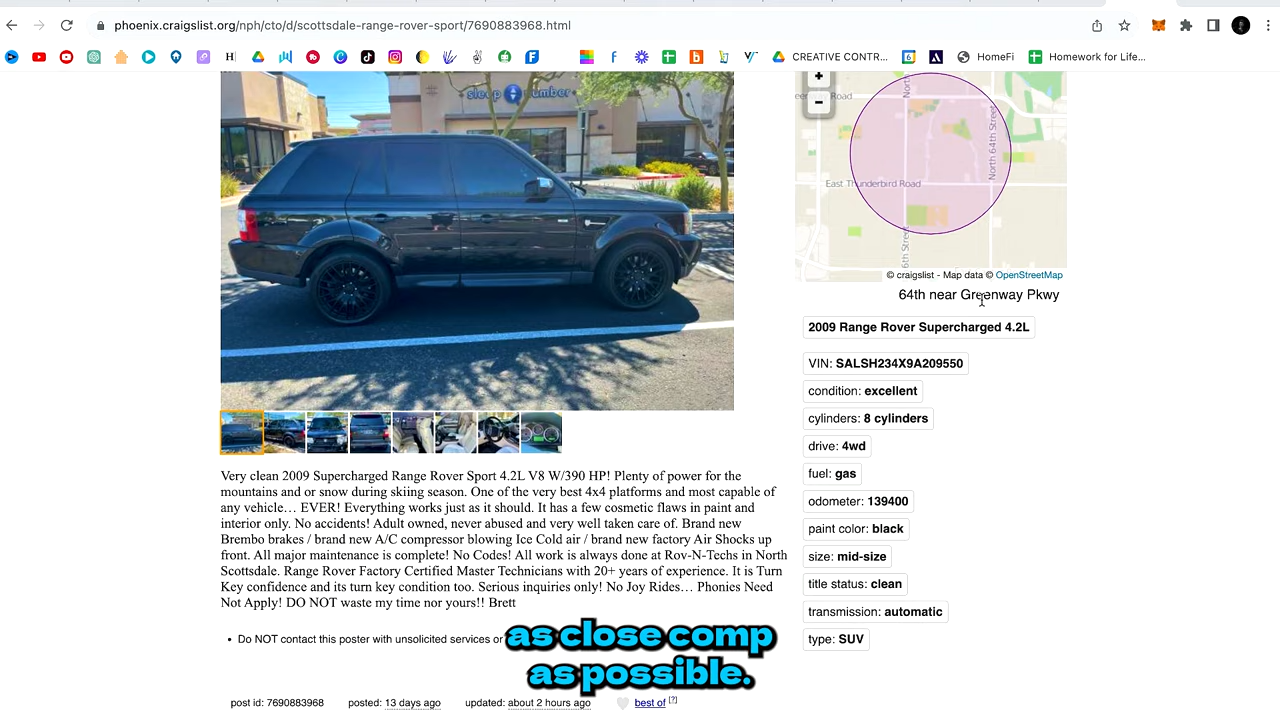 phoenix.craigslist.org/nph/cto/d/scottsdale-range-rover-sport/7690883968.html
CREATIVE CONTR...
HomeFi
Homework for Life...
sleep number
East Thunderbird Road
North 64th Street
© craigslist - Map data © OpenStreetMap
64th near Greenway Pkwy
2009 Range Rover Supercharged 4.2L
VIN: SALSH234X9A209550
condition: excellent
cylinders: 8 cylinders
drive: 4wd
fuel: gas
odometer: 139400
paint color: black
size: mid-size
title status: clean
transmission: automatic
type: SUV
Very clean 2009 Supercharged Range Rover Sport 4.2L V8 W/390 HP! Plenty of power for the
mountains and or snow during skiing season. One of the very best 4x4 platforms and most capable of
any vehicle… EVER! Everything works just as it should. It has a few cosmetic flaws in paint and
interior only. No accidents! Adult owned, never abused and very well taken care of. Brand new
Brembo brakes / brand new A/C compressor blowing Ice Cold air / brand new factory Air Shocks up
front. All major maintenance is complete! No Codes! All work is always done at Rov-N-Techs in North
Scottsdale. Range Rover Factory Certified Master Technicians with 20+ years of experience. It is Turn
Key confidence and its turn key condition too. Serious inquiries only! No Joy Rides… Phonies Need
Not Apply! DO NOT waste my time nor yours!! Brett
• Do NOT contact this poster with unsolicited services or
as close comp
as possible.
post id: 7690883968 posted: 13 days ago updated: about 2 hours ago best of [?]